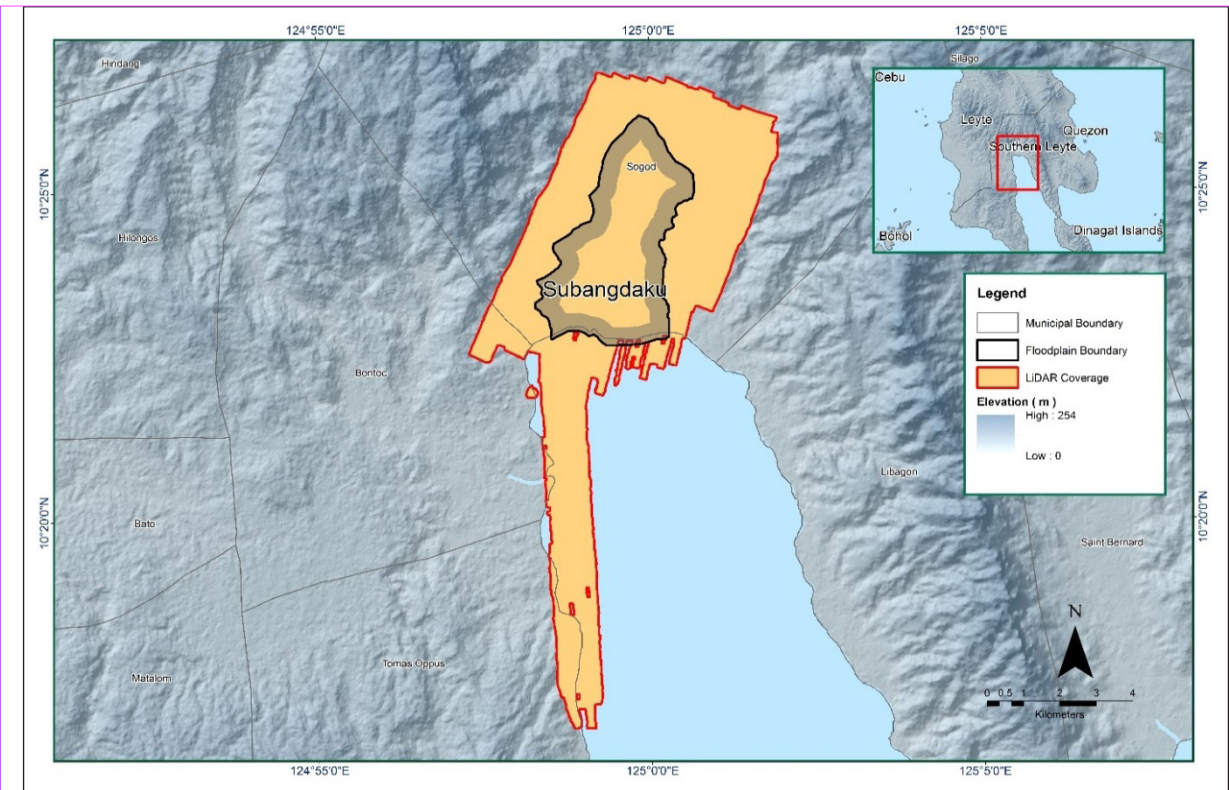 124°55'0"E 125°0'0"E 125°5'0"E
Hindang
Silago
Cebu
Leyte
Quezon
Southern Leyte
Bohol
Dinagat Islands
10°25'0"N
10°25'0"N
Sogod
Hilongos
Subangdaku
Legend
Municipal Boundary
Floodplain Boundary
LiDAR Coverage
Elevation ( m )
High : 254
Low : 0
Bontoc
Libagon
10°20'0"N
10°20'0"N
Bato
Saint Bernard
N
Tomas Oppus
Matalom
0 0.5 1 2 3 4
Kilometers
124°55'0"E 125°0'0"E 125°5'0"E